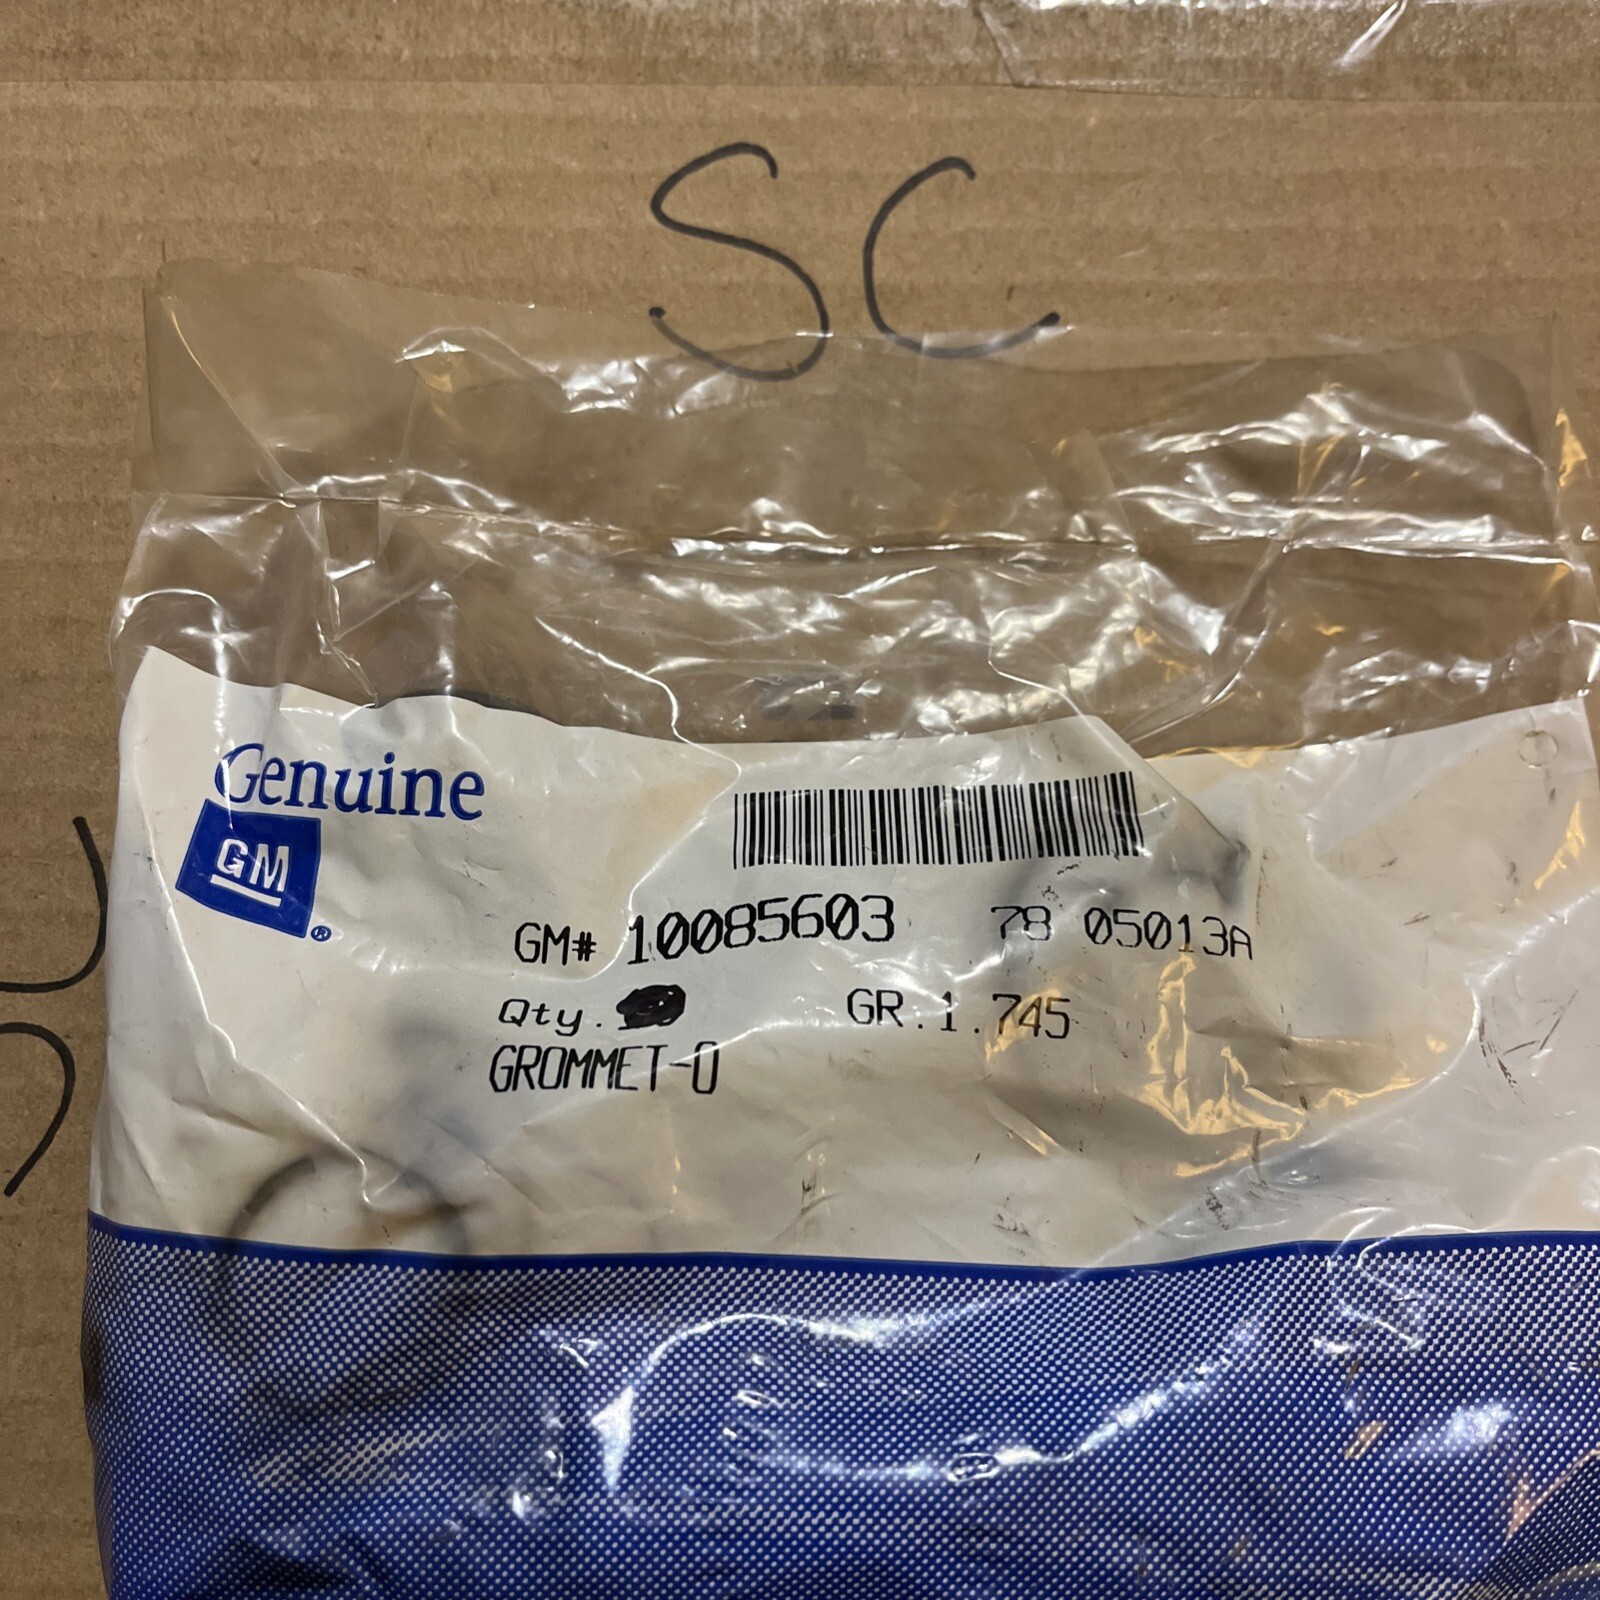 SC
Genuine
GM®
GM# 10085603 78 05013A
Qty. GR.1.745
GROMMET-O